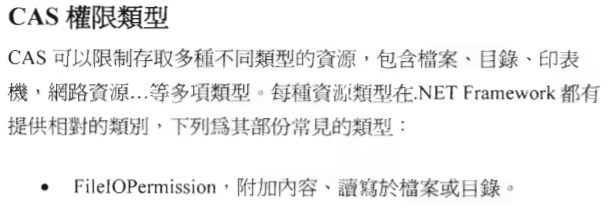 CAS 權限類型
CAS 可以限制存取多種不同類型的資源，包含檔案、目錄、印表
機，網路資源…等多項類型。每種資源類型在.NET Framework 都有
提供相對的類別，下列為其部份常見的類型：
• FileIOPermission，附加內容、讀寫於檔案或目錄。